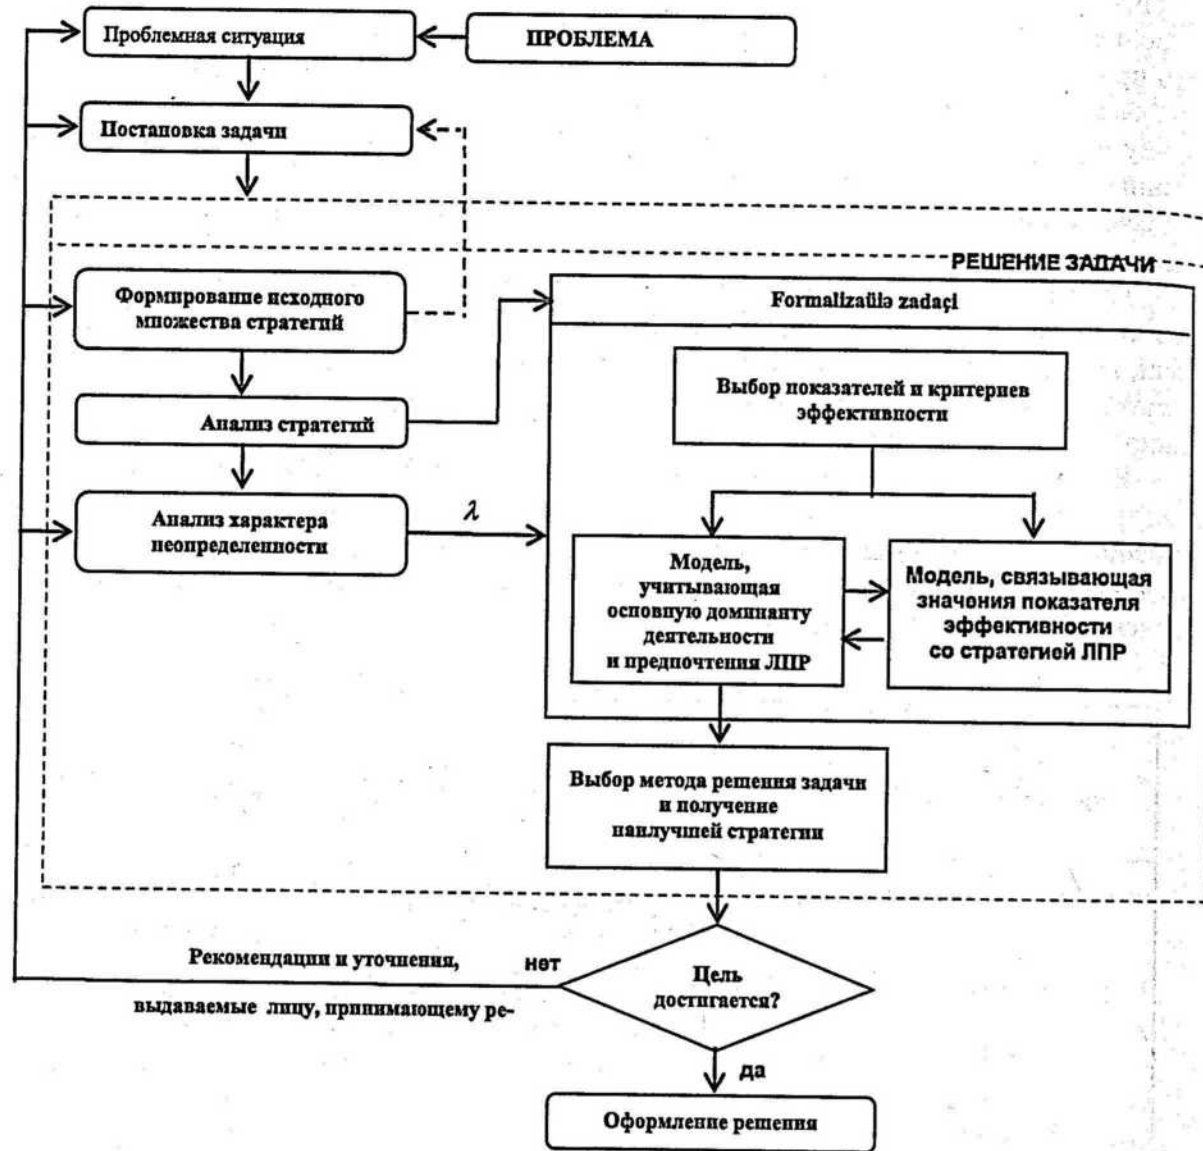 Проблемная ситуация
ПРОБЛЕМА
Постановка задачи
РЕШЕНИЕ ЗАДАЧИ
Формирование исходного
множества стратегий
Formalizaüiə zadaçi
Выбор показателей и критериев
эффективности
Анализ стратегий
Анализ характера
неопределенности
λ
Модель,
учитывающая
основную доминанту
деятельности
и предпочтения ЛПР
Модель, связывающая
значения показателя
эффективности
со стратегией ЛПР
Выбор метода решения задачи
и получение
наилучшей стратегии
Рекомендации и уточнения,
нет
выдаваемые лицу, принимающему ре-
Цель
достигается?
да
Оформление решения